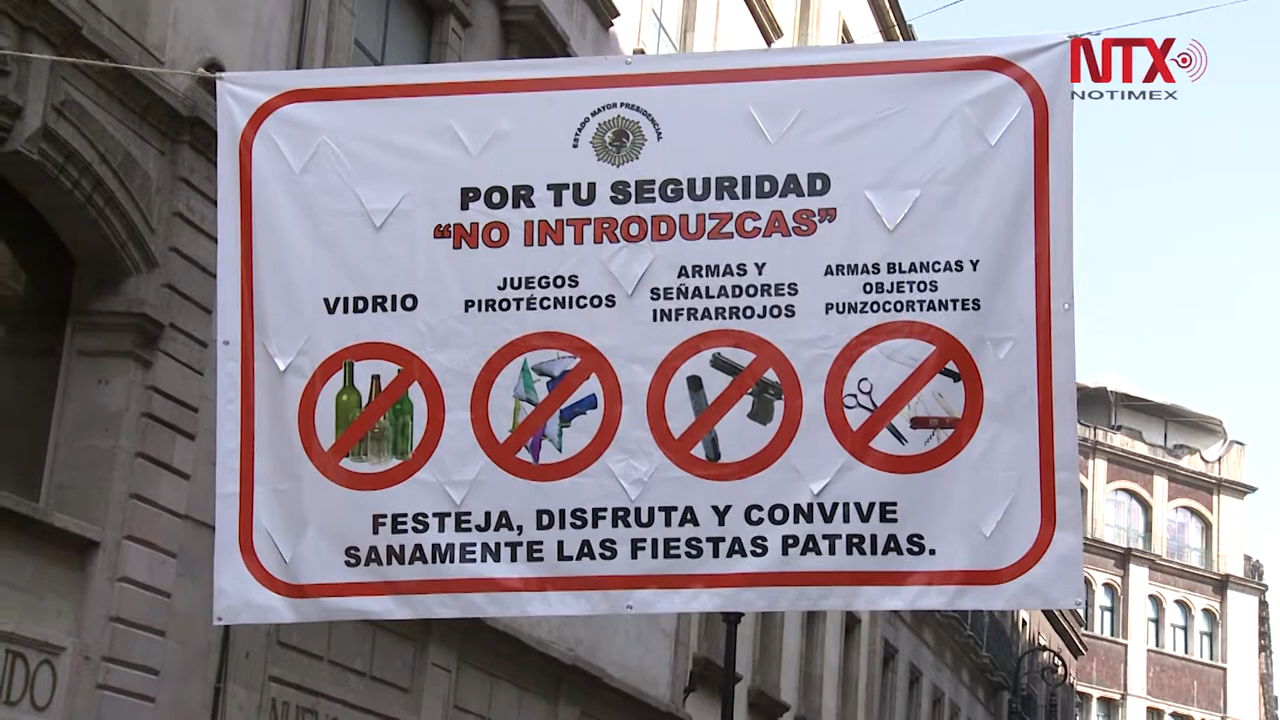 NTX
NOTIMEX
ESTADO MAYOR PRESIDENCIAL
POR TU SEGURIDAD
“NO INTRODUZCAS”
VIDRIO
JUEGOS
PIROTÉCNICOS
ARMAS Y
SEÑALADORES
INFRARROJOS
ARMAS BLANCAS Y
OBJETOS
PUNZOCORTANTES
FESTEJA, DISFRUTA Y CONVIVE
SANAMENTE LAS FIESTAS PATRIAS.